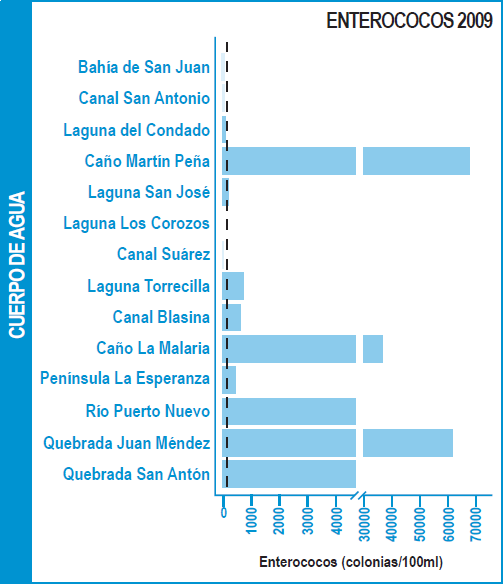 ENTEROCOCOS 2009
CUERPO DE AGUA
Bahía de San Juan
Canal San Antonio
Laguna del Condado
Caño Martín Peña
Laguna San José
Laguna Los Corozos
Canal Suárez
Laguna Torrecilla
Canal Blasina
Caño La Malaria
Península La Esperanza
Río Puerto Nuevo
Quebrada Juan Méndez
Quebrada San Antón
0
1000
2000
3000
4000
30000
40000
50000
60000
70000
Enterococos (colonias/100ml)